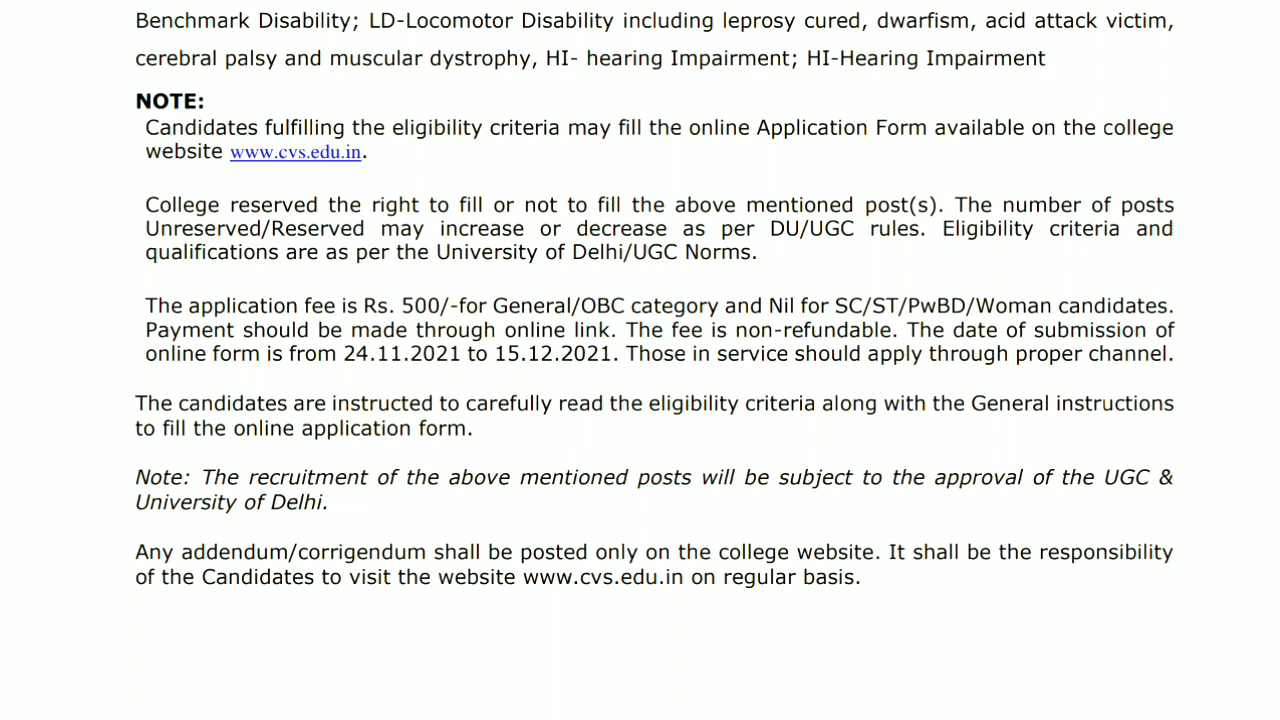 Benchmark Disability; LD-Locomotor Disability including leprosy cured, dwarfism, acid attack victim,
cerebral palsy and muscular dystrophy, HI- hearing Impairment; HI-Hearing Impairment
NOTE:
Candidates fulfilling the eligibility criteria may fill the online Application Form available on the college
website www.cvs.edu.in.
College reserved the right to fill or not to fill the above mentioned post(s). The number of posts
Unreserved/Reserved may increase or decrease as per DU/UGC rules. Eligibility criteria and
qualifications are as per the University of Delhi/UGC Norms.
The application fee is Rs. 500/-for General/OBC category and Nil for SC/ST/PwBD/Woman candidates.
Payment should be made through online link. The fee is non-refundable. The date of submission of
online form is from 24.11.2021 to 15.12.2021. Those in service should apply through proper channel.
The candidates are instructed to carefully read the eligibility criteria along with the General instructions
to fill the online application form.
Note: The recruitment of the above mentioned posts will be subject to the approval of the UGC &
University of Delhi.
Any addendum/corrigendum shall be posted only on the college website. It shall be the responsibility
of the Candidates to visit the website www.cvs.edu.in on regular basis.